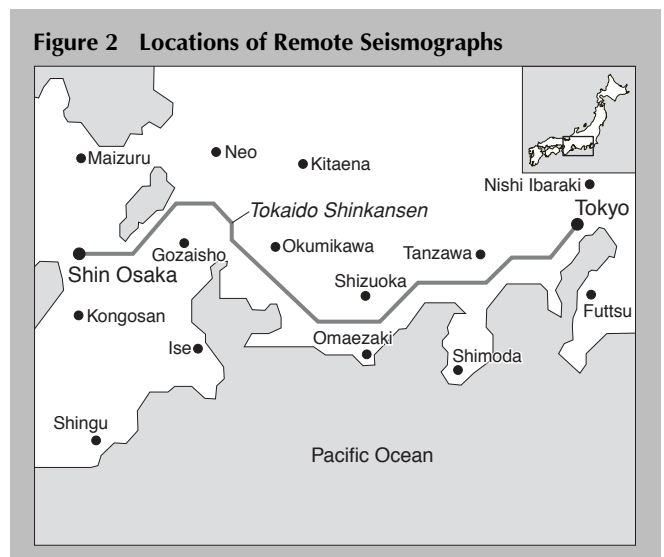 Figure 2 Locations of Remote Seismographs
Maizuru
Neo
Kitaena
Nishi Ibaraki
Tokyo
Tokaido Shinkansen
Gozaisho
Okumikawa
Tanzawa
Shin Osaka
Shizuoka
Futtsu
Kongosan
Omaezaki
Ise
Shimoda
Shingu
Pacific Ocean